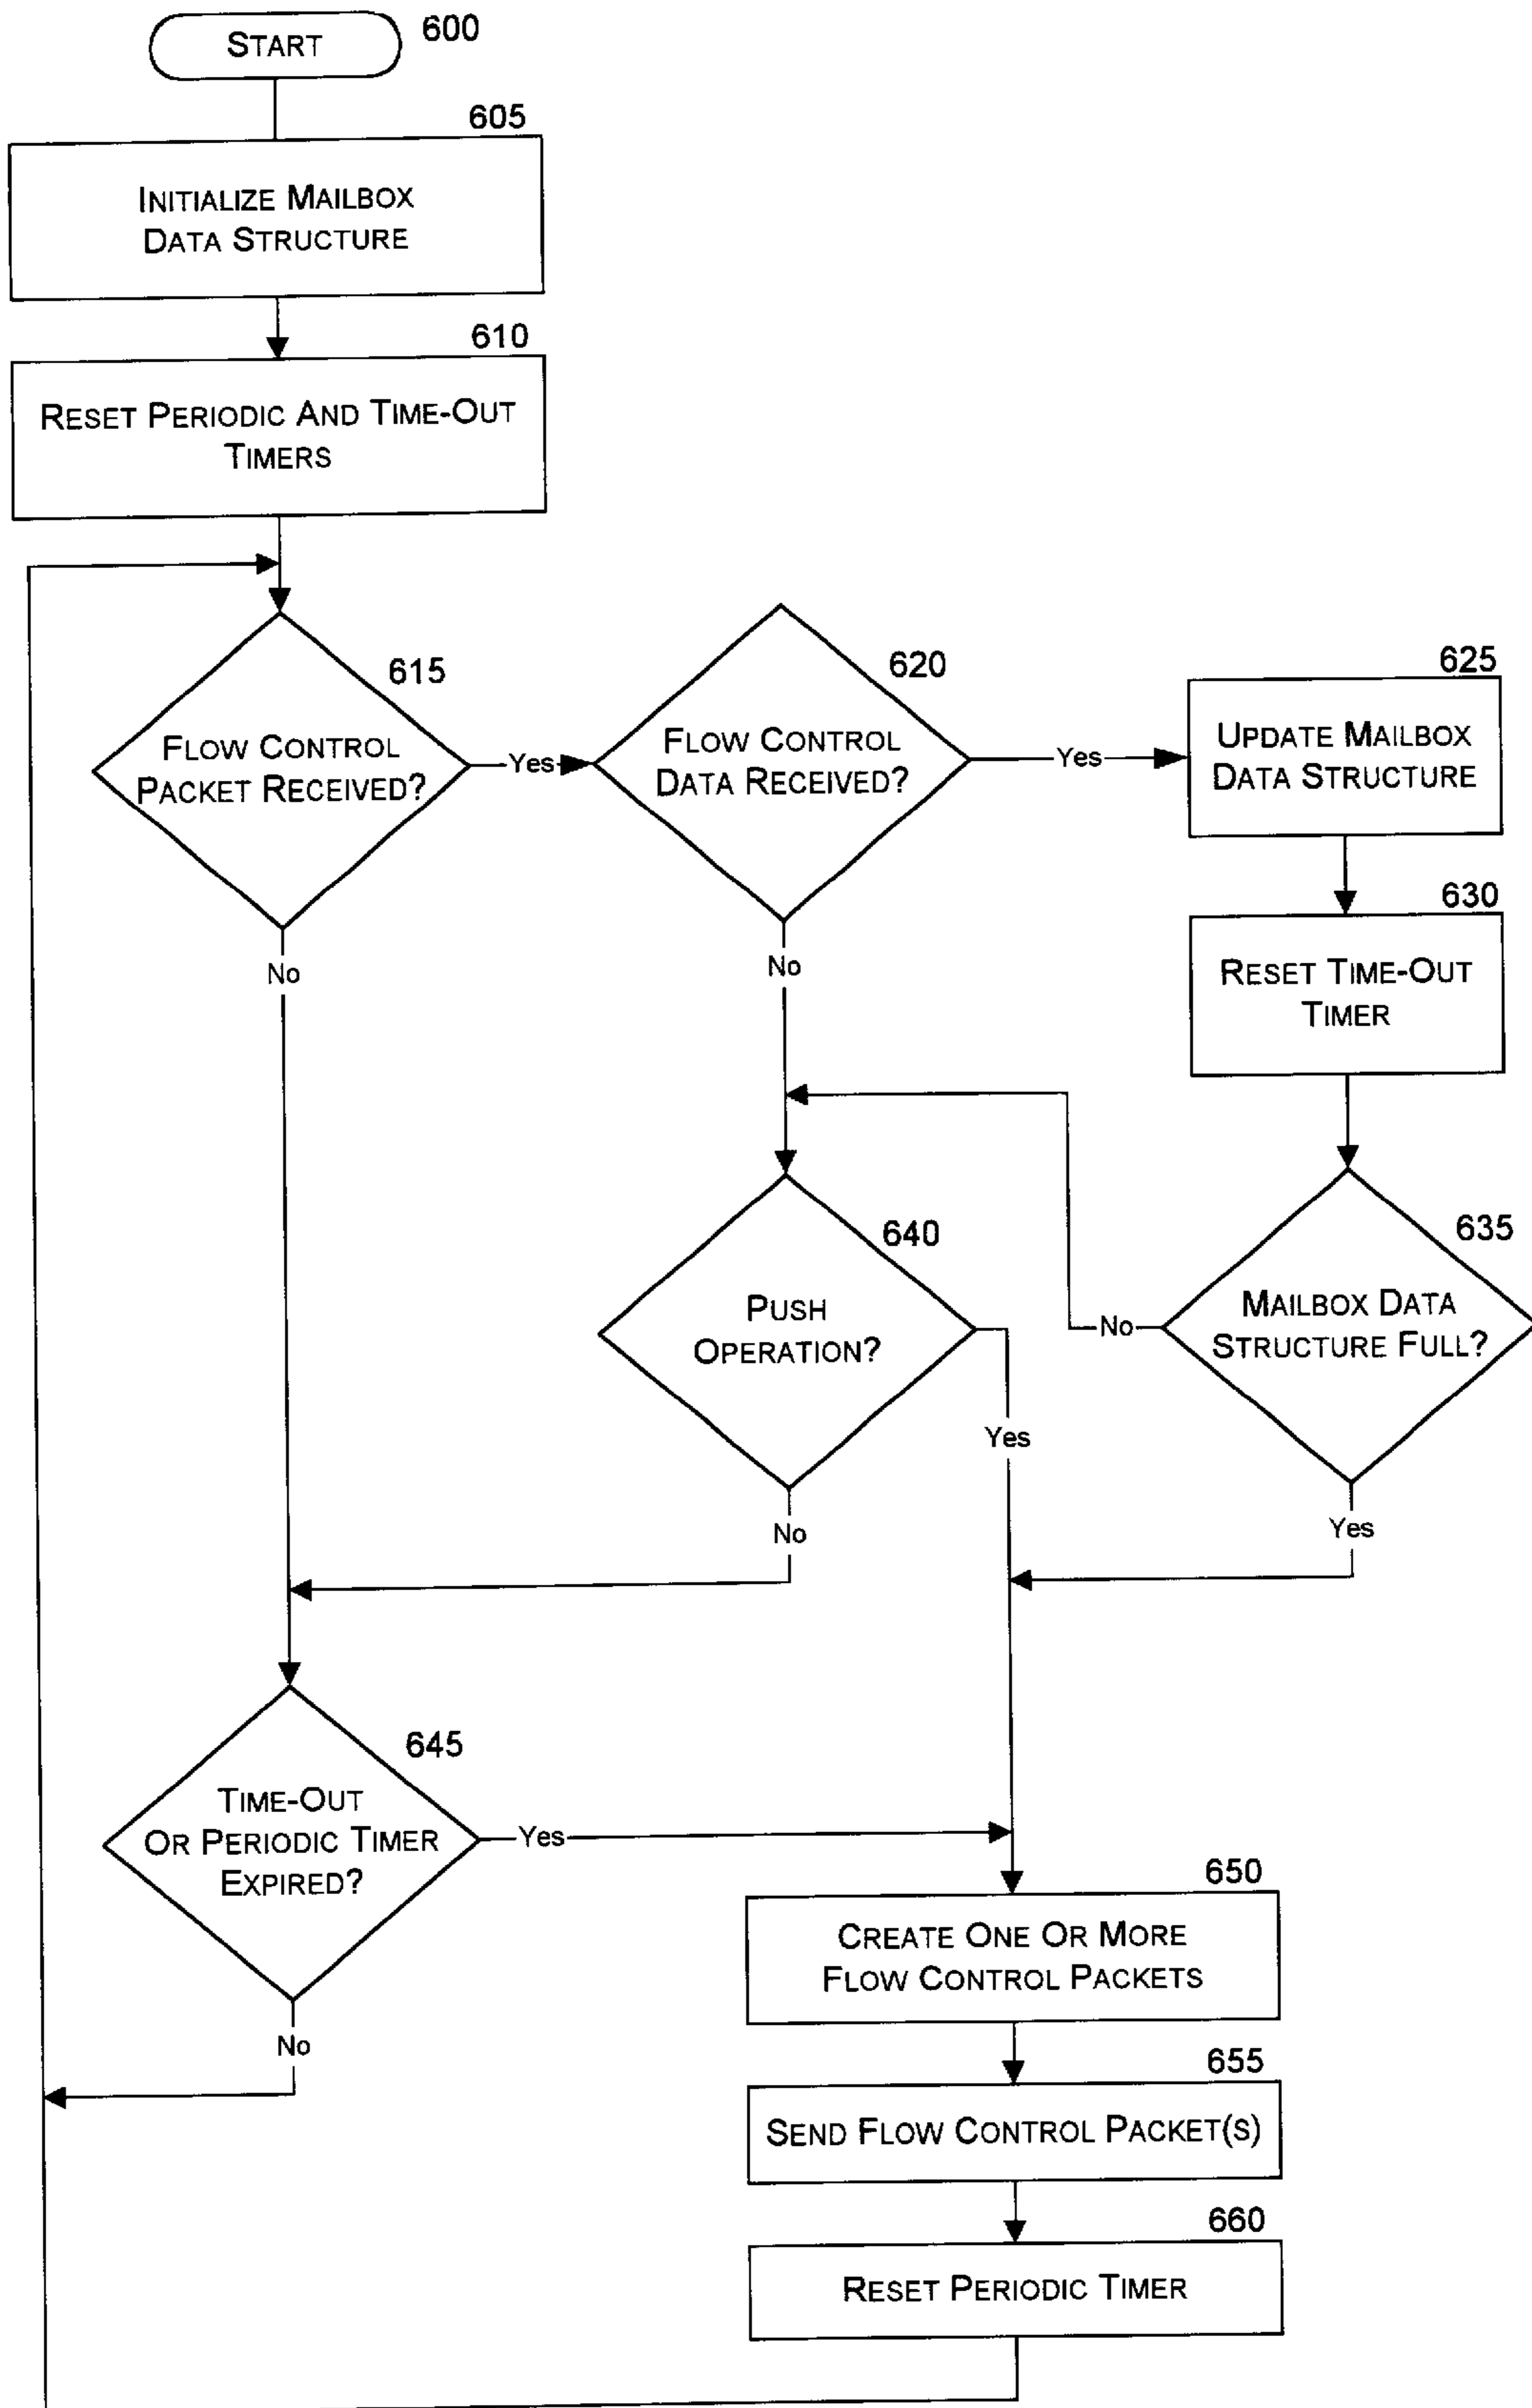 START
600
605
INITIALIZE MAILBOX
DATA STRUCTURE
610
RESET PERIODIC AND TIME-OUT
TIMERS
615
FLOW CONTROL
PACKET RECEIVED?
Yes
No
620
FLOW CONTROL
DATA RECEIVED?
Yes
No
625
UPDATE MAILBOX
DATA STRUCTURE
630
RESET TIME-OUT
TIMER
635
MAILBOX DATA
STRUCTURE FULL?
No
Yes
640
PUSH
OPERATION?
Yes
No
645
TIME-OUT
OR PERIODIC TIMER
EXPIRED?
Yes
No
650
CREATE ONE OR MORE
FLOW CONTROL PACKETS
655
SEND FLOW CONTROL PACKET(S)
660
RESET PERIODIC TIMER